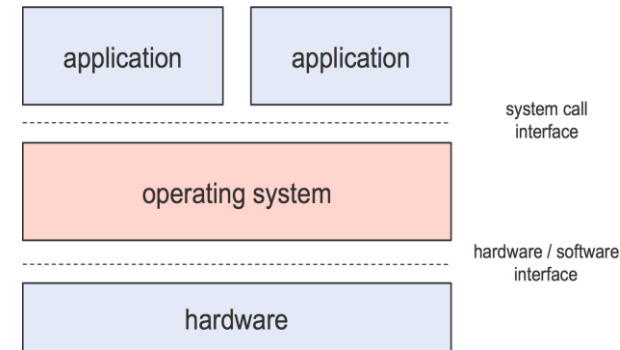 application
application
system call
interface
operating system
hardware / software
interface
hardware